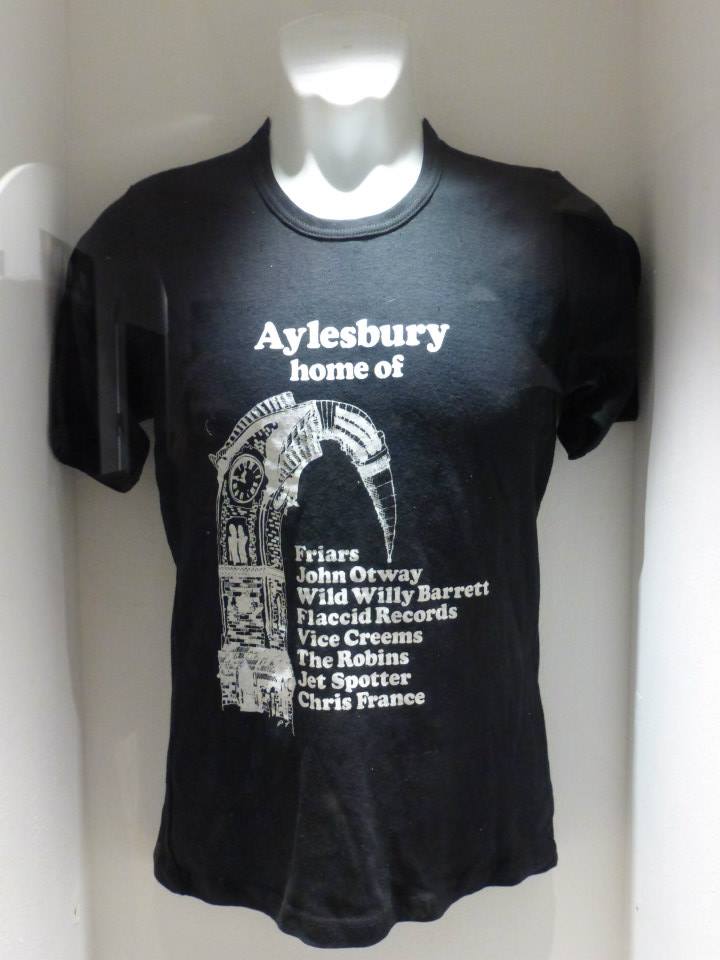 Aylesbury
home of
Friars
John Otway
Wild Willy Barrett
Flaccid Records
Vice Creems
The Robins
Jet Spotter
Chris France